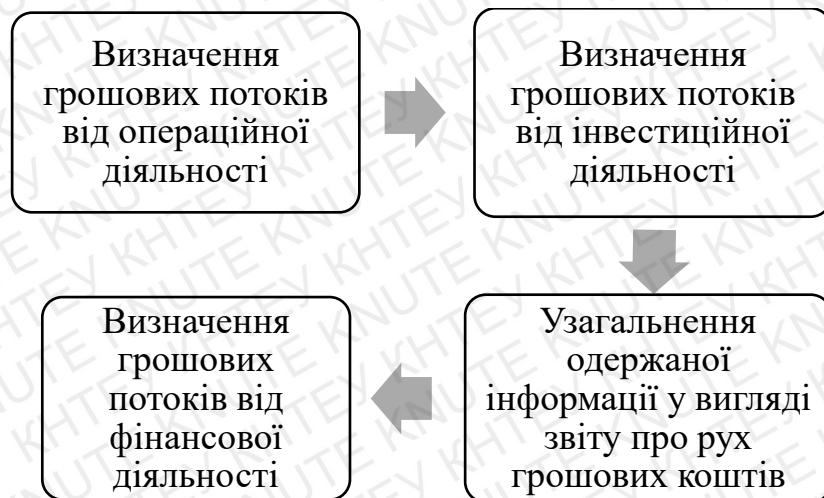 Визначення
грошових потоків
від операційної
діяльності
Визначення
грошових потоків
від інвестиційної
діяльності
Узагальнення
одержаної
інформації у вигляді
звіту про рух
грошових коштів
Визначення
грошових
потоків від
фінансової
діяльності